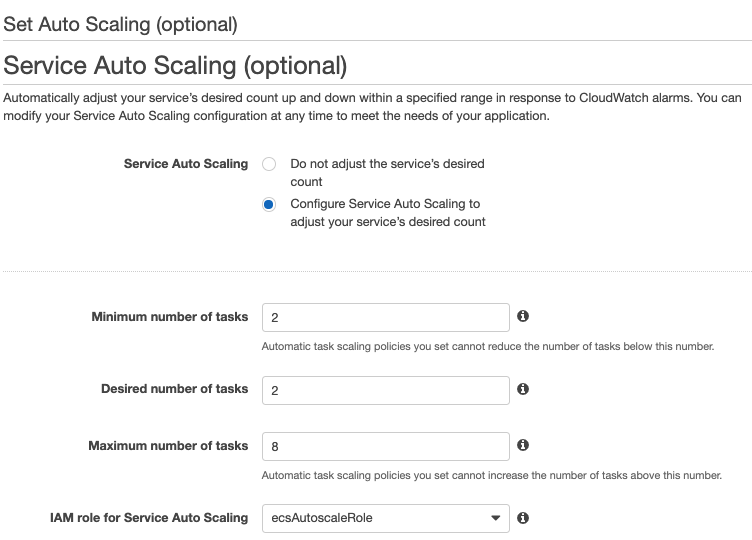 Set Auto Scaling (optional)
Service Auto Scaling (optional)
Automatically adjust your service's desired count up and down within a specified range in response to CloudWatch alarms. You can
modify your Service Auto Scaling configuration at any time to meet the needs of your application.
Service Auto Scaling
Do not adjust the service's desired
count
Configure Service Auto Scaling to
adjust your service's desired count
Minimum number of tasks 2
Automatic task scaling policies you set cannot reduce the number of tasks below this number.
Desired number of tasks 2
Maximum number of tasks 8
Automatic task scaling policies you set cannot increase the number of tasks above this number.
IAM role for Service Auto Scaling ecsAutoscaleRole